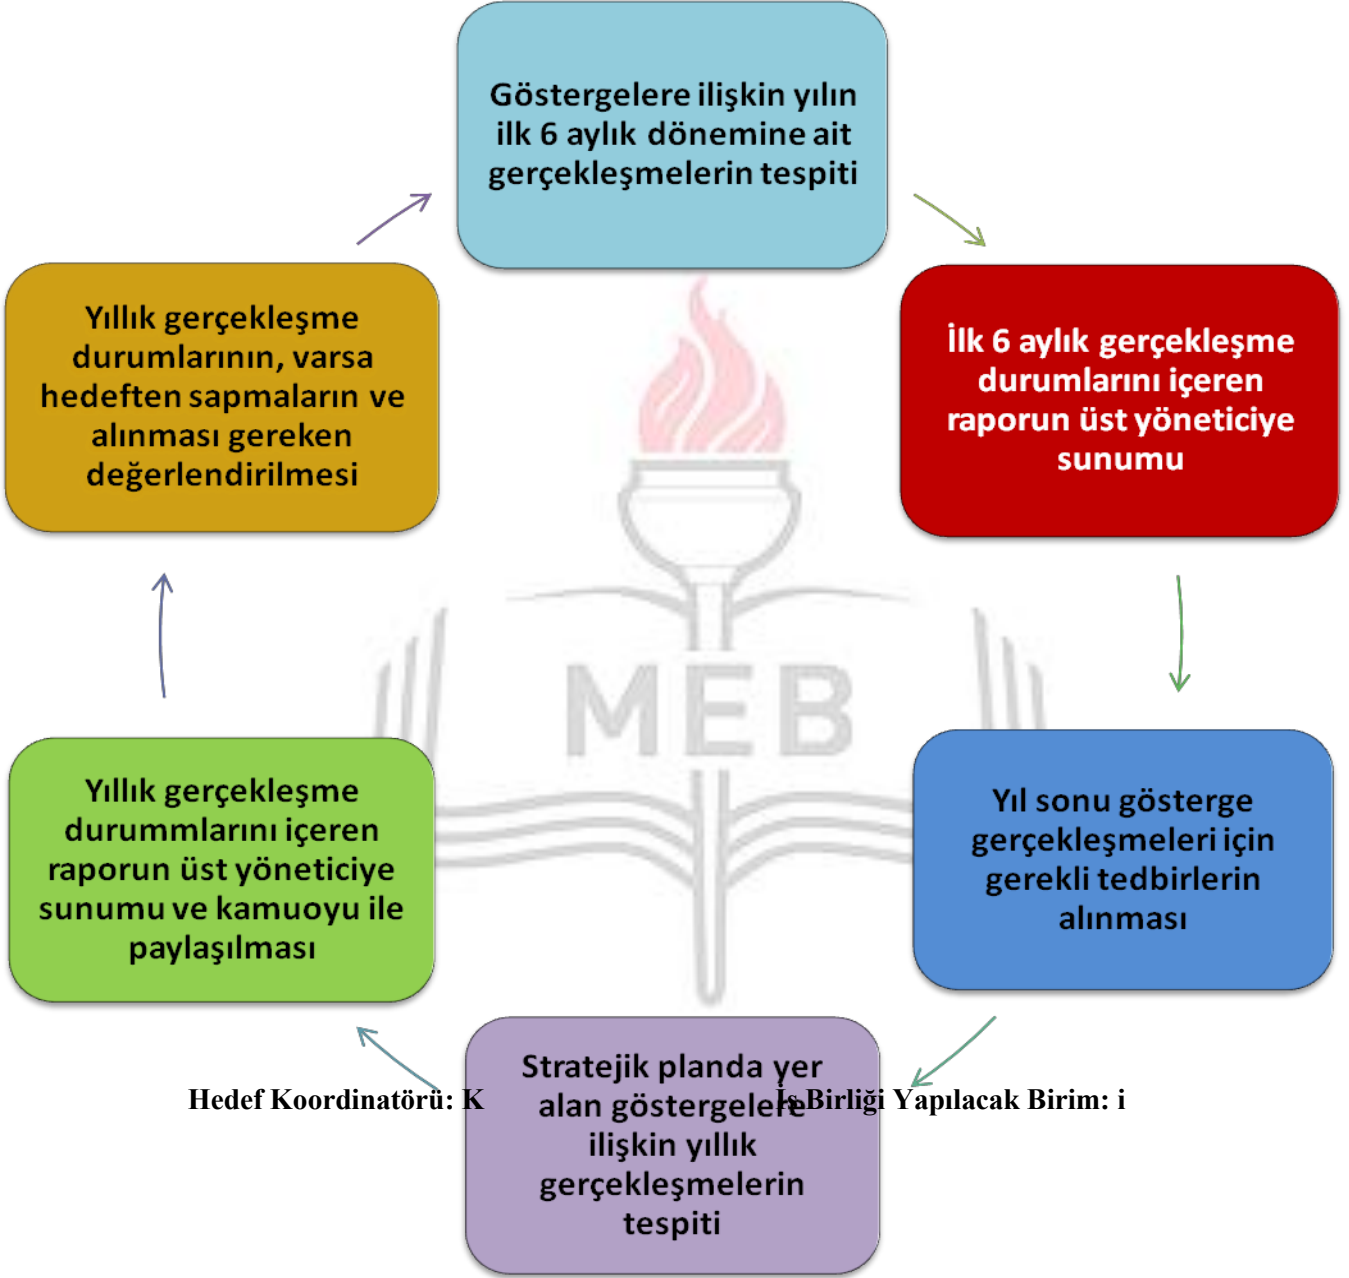 Göstergelere ilişkin yılın
ilk 6 aylık dönemine ait
gerçekleşmelerin tespiti
İlk 6 aylık gerçekleşme
durumlarını içeren
raporun üst yöneticiye
sunumu
Yıl sonu gösterge
gerçekleşmeleri için
gerekli tedbirlerin
alınması
Stratejik planda yer
alan göstergelere
ilişkin yıllık
gerçekleşmelerin
tespiti
Yıllık gerçekleşme
durummlarını içeren
raporun üst yöneticiye
sunumu ve kamuoyu ile
paylaşılması
Yıllık gerçekleşme
durumlarının, varsa
hedeften sapmaların ve
alınması gereken
değerlendirilmesi
MEB
Hedef Koordinatörü: K
İş Birliği Yapılacak Birim: i